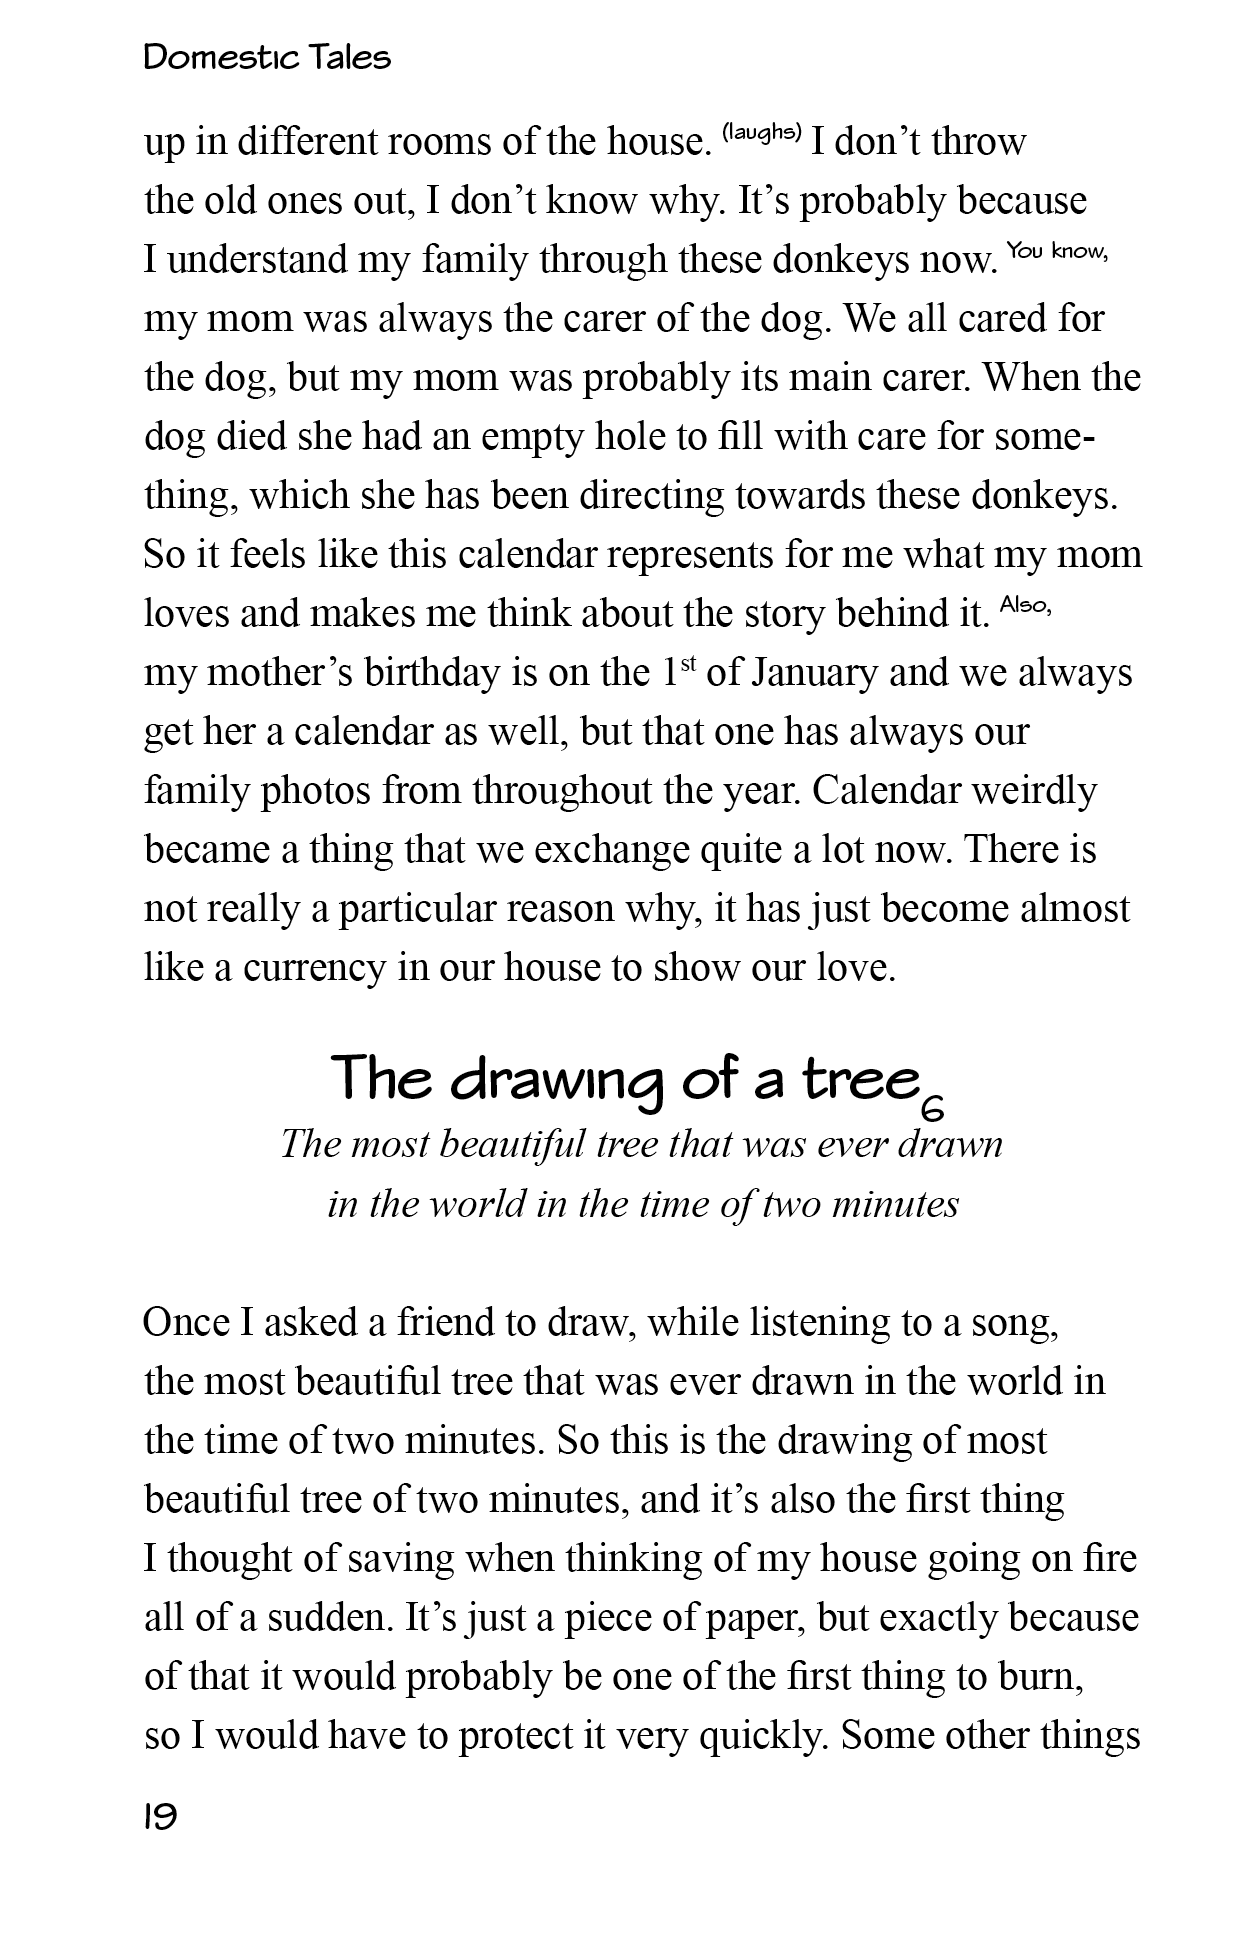 Domestic Tales
up in different rooms of the house. (laughs) I don’t throw
the old ones out, I don’t know why. It’s probably because
I understand my family through these donkeys now. You know,
my mom was always the carer of the dog. We all cared for
the dog, but my mom was probably its main carer. When the
dog died she had an empty hole to fill with care for some-
thing, which she has been directing towards these donkeys.
So it feels like this calendar represents for me what my mom
loves and makes me think about the story behind it. Also,
my mother’s birthday is on the 1st of January and we always
get her a calendar as well, but that one has always our
family photos from throughout the year. Calendar weirdly
became a thing that we exchange quite a lot now. There is
not really a particular reason why, it has just become almost
like a currency in our house to show our love.
The drawing of a tree6
The most beautiful tree that was ever drawn
in the world in the time of two minutes
Once I asked a friend to draw, while listening to a song,
the most beautiful tree that was ever drawn in the world in
the time of two minutes. So this is the drawing of most
beautiful tree of two minutes, and it’s also the first thing
I thought of saving when thinking of my house going on fire
all of a sudden. It’s just a piece of paper, but exactly because
of that it would probably be one of the first thing to burn,
so I would have to protect it very quickly. Some other things
19